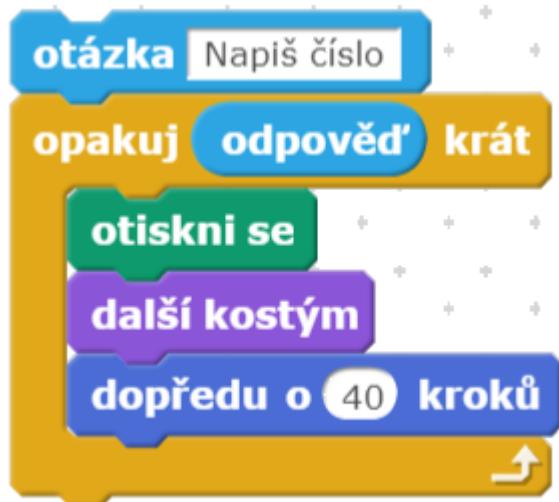 otázka Napiš číslo
opakuj odpověď krát
otiskni se
další kostým
dopředu o 40 kroků